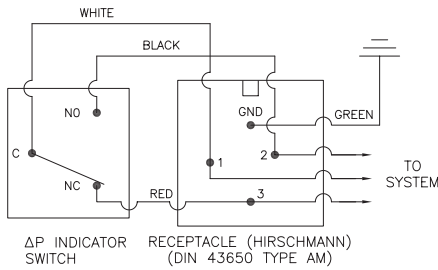 WHITE
BLACK
NO
GND
GREEN
C
1
2
TO
SYSTEM
NC
RED
3
ΔP INDICATOR
SWITCH
RECEPTACLE (HIRSCHMANN)
(DIN 43650 TYPE AM)